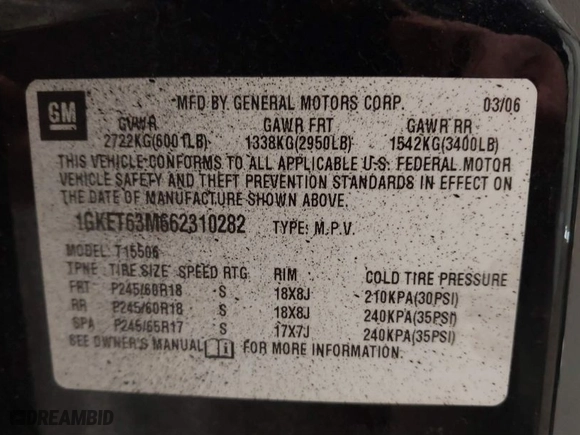 GM
MFD BY GENERAL MOTORS CORP. 03/06
GVWR GAWR FRT GAWR RR
2722KG(6001LB) 1338KG(2950LB) 1542KG(3400LB)
THIS VEHICLE CONFORMS TO ALL APPLICABLE U.S. FEDERAL MOTOR
VEHICLE SAFETY AND THEFT PREVENTION STANDARDS IN EFFECT ON
THE DATE OF MANUFACTURE SHOWN ABOVE.
1GKET63M662310282 TYPE: M.P.V.
MODEL: T15506
TPNE TIRE SIZE SPEED RTG RIM COLD TIRE PRESSURE
FRT P245/60R18 S 18X8J 210KPA(30PSI)
RR P245/60R18 S 18X8J 240KPA(35PSI)
SPA P245/65R17 S 17X7J 240KPA(35PSI)
SEE OWNER'S MANUAL FOR MORE INFORMATION.
DREAMBID